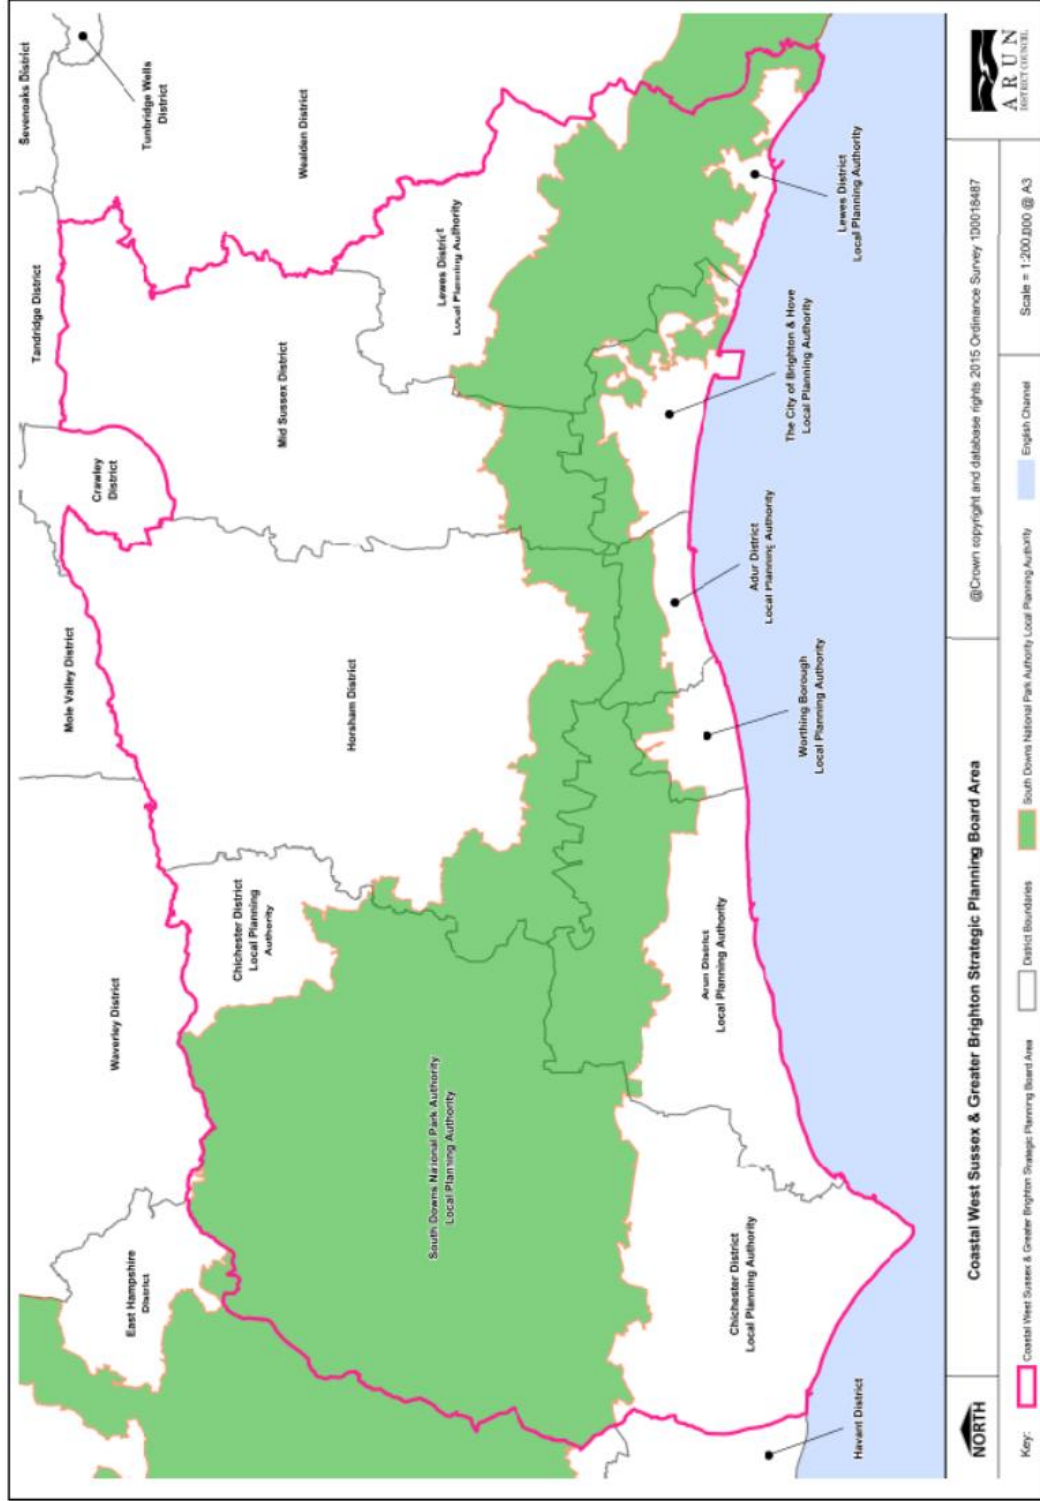 Sevenoaks District
Tunbridge Wells
District
Tandridge District
Wealden District
Mole Valley District
Crawley
District
Mid Sussex District
Lewes District
Local Planning Authority
Waverley District
Horsham District
Chichester District
Local Planning
Authority
East Hampshire
District
South Downs National Park Authority
Local Planning Authority
Lewes District
Local Planning Authority
The City of Brighton & Hove
Local Planning Authority
Adur District
Local Planning Authority
Worthing Borough
Local Planning Authority
Arun District
Local Planning Authority
Chichester District
Local Planning Authority
Havant District
NORTH
Coastal West Sussex & Greater Brighton Strategic Planning Board Area
@Crown copyright and database rights 2015 Ordinance Survey 100018487
ARUN
DISTRICT COUNCIL
Key:
Coastal West Sussex & Greater Brighton Strategic Planning Board Area
District Boundaries
South Downs National Park Authority Local Planning Authority
English Channel
Scale = 1:200,000 @ A3